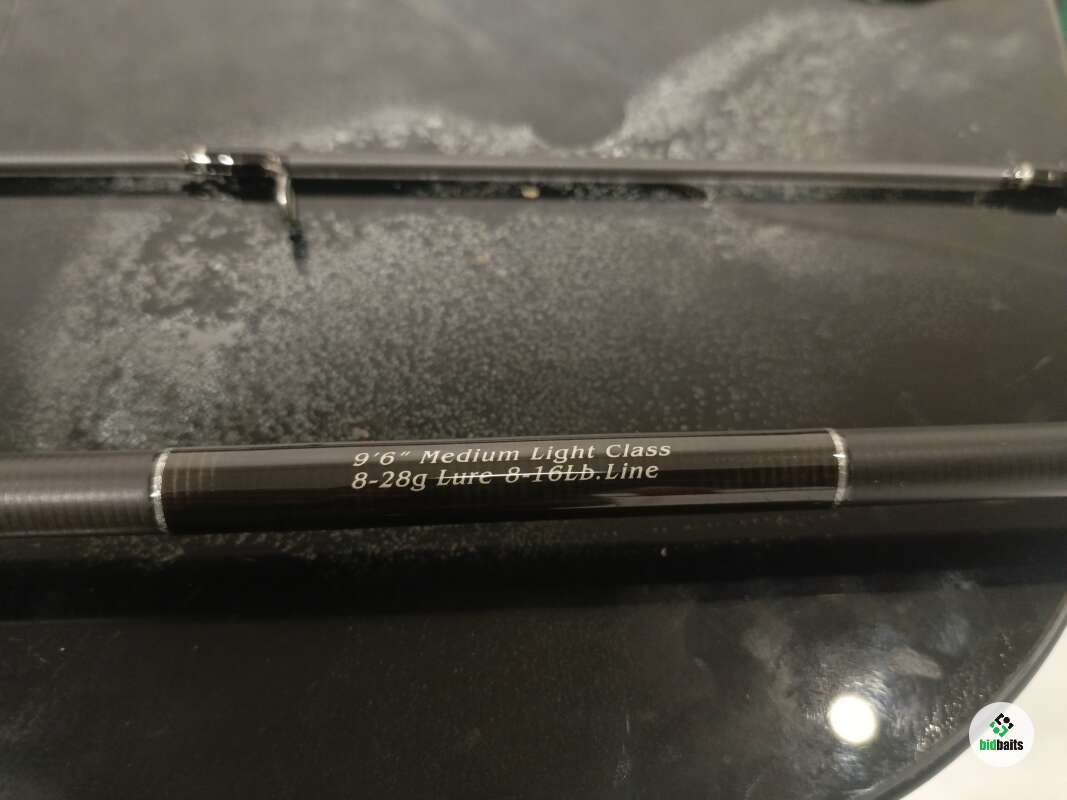 9'6" Medium Light Class
8-28g Lure 8-16Lb.Line
bidbaits